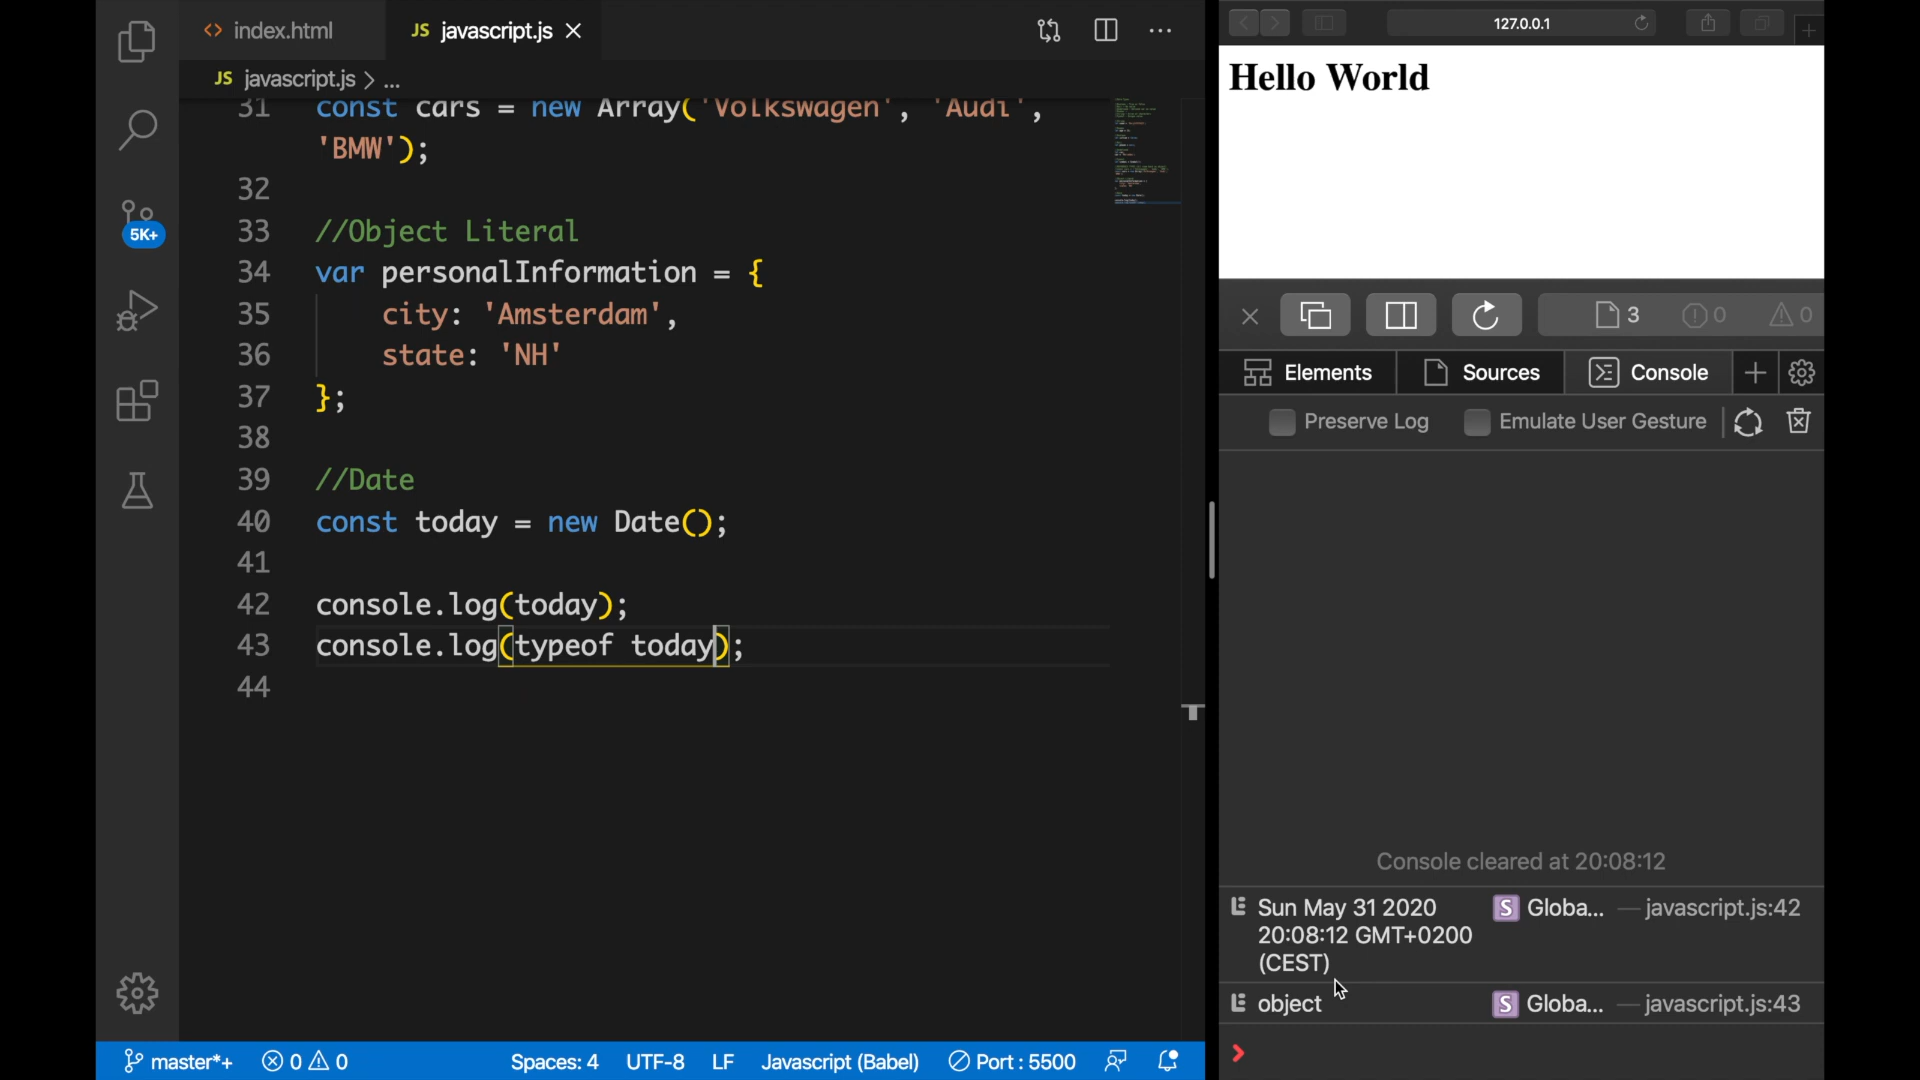 index.html
JS javascript.js
JS javascript.js > ...
5K+
31 const cars = new Array('Volkswagen', 'Audi',
'BMW');
32
33 //Object Literal
34 var personalInformation = {
35 city: 'Amsterdam',
36 state: 'NH'
37 };
38
39 //Date
40 const today = new Date();
41
42 console.log(today);
43 console.log(typeof today);
44
master*+ 0 0 Spaces: 4 UTF-8 LF Javascript (Babel) Port : 5500
127.0.0.1
Hello World
3 0 0
Elements Sources Console
Preserve Log Emulate User Gesture
Console cleared at 20:08:12
Sun May 31 2020 S Globa... — javascript.js:42
20:08:12 GMT+0200
(CEST)
object S Globa... — javascript.js:43